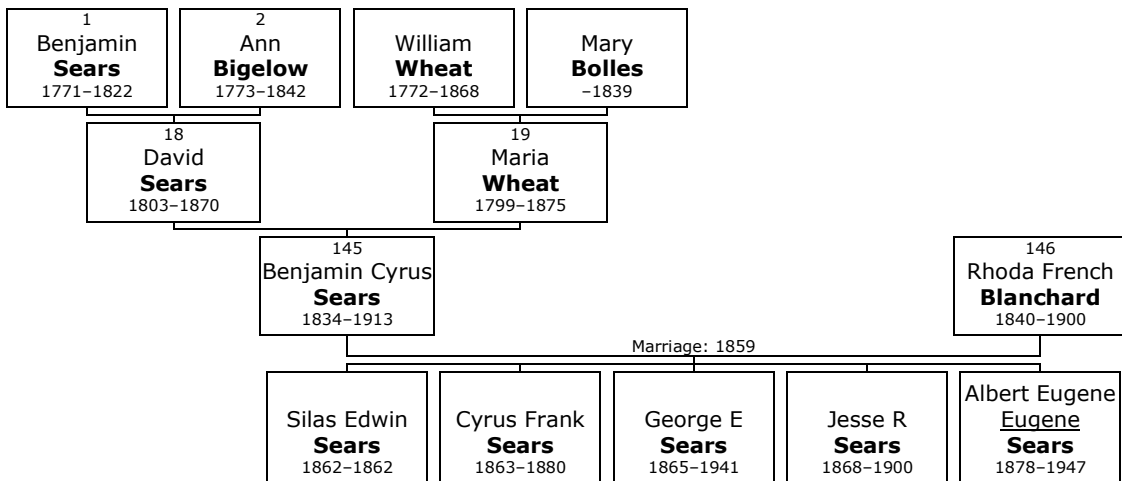 1
Benjamin
Sears
1771–1822
2
Ann
Bigelow
1773–1842
William
Wheat
1772–1868
Mary
Bolles
–1839
18
David
Sears
1803–1870
19
Maria
Wheat
1799–1875
145
Benjamin Cyrus
Sears
1834–1913
146
Rhoda French
Blanchard
1840–1900
Marriage: 1859
Silas Edwin
Sears
1862–1862
Cyrus Frank
Sears
1863–1880
George E
Sears
1865–1941
Jesse R
Sears
1868–1900
Albert Eugene
Eugene
Sears
1878–1947